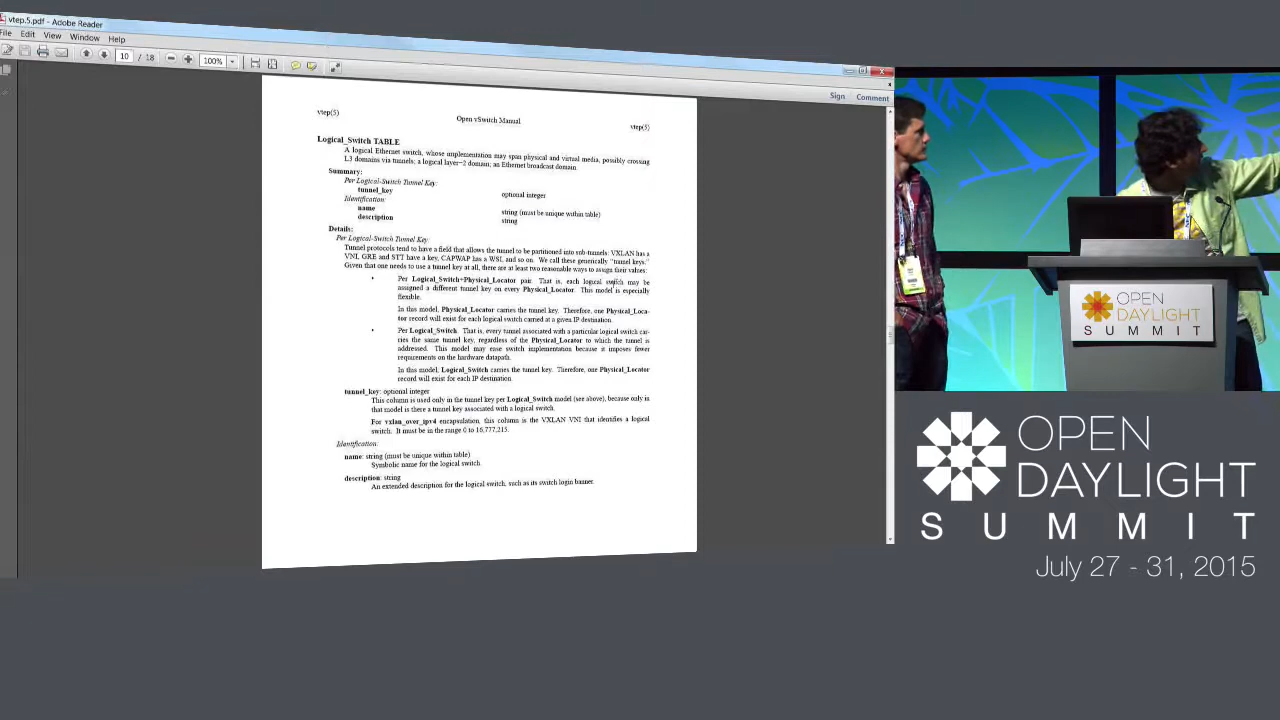 vtep.5.pdf - Adobe Reader
File Edit View Window Help
10 / 18 100%
Sign Comment
vtep(5) Open vSwitch Manual vtep(5)
Logical_Switch TABLE
A logical Ethernet switch, whose implementation may span physical and virtual media, possibly crossing
L3 domains via tunnels; a logical layer-2 domain; an Ethernet broadcast domain.
Summary:
Per Logical-Switch Tunnel Key:
tunnel_key optional integer
Identification:
name string (must be unique within table)
description string
Details:
Per Logical-Switch Tunnel Key:
Tunnel protocols tend to have a field that allows the tunnel to be partitioned into sub-tunnels: VXLAN has a
VNI, GRE and STT have a key, CAPWAP has a WSI, and so on. We call these generically "tunnel keys."
Given that one needs to use a tunnel key at all, there are at least two reasonable ways to assign their values:
• Per Logical_Switch+Physical_Locator pair. That is, each logical switch may be
assigned a different tunnel key on every Physical_Locator. This model is especially
flexible.
In this model, Physical_Locator carries the tunnel key. Therefore, one Physical_Loca-
tor record will exist for each logical switch carried at a given IP destination.
• Per Logical_Switch. That is, every tunnel associated with a particular logical switch car-
ries the same tunnel key, regardless of the Physical_Locator to which the tunnel is
addressed. This model may ease switch implementation because it imposes fewer
requirements on the hardware datapath.
In this model, Logical_Switch carries the tunnel key. Therefore, one Physical_Locator
record will exist for each IP destination.
tunnel_key: optional integer
This column is used only in the tunnel key per Logical_Switch model (see above), because only in
that model is there a tunnel key associated with a logical switch.
For vxlan_over_ipv4 encapsulation, this column is the VXLAN VNI that identifies a logical
switch. It must be in the range 0 to 16,777,215.
Identification:
name: string (must be unique within table)
Symbolic name for the logical switch.
description: string
An extended description for the logical switch, such as its switch login banner.
OPEN
DAYLIGHT
SUMMIT
OPEN
DAYLIGHT
SUMMIT
July 27 - 31, 2015